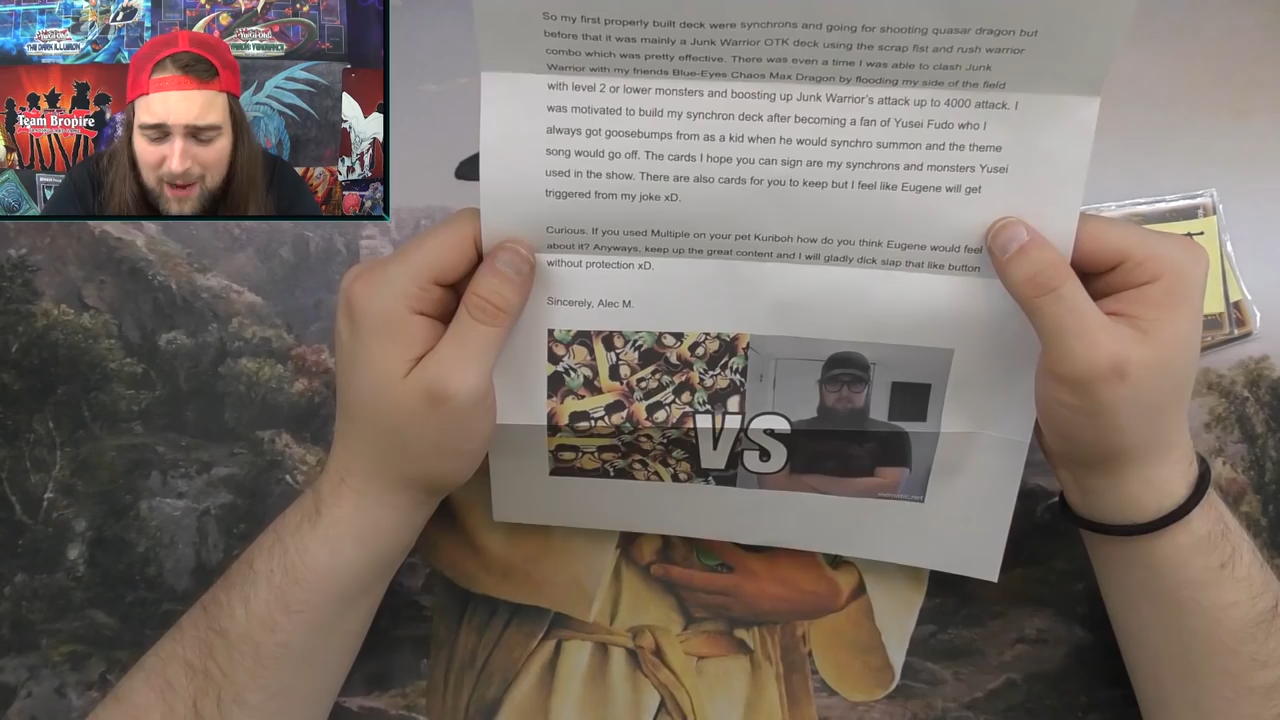 THE DARK ILLUSION
Team Bropire
So my first properly built deck were synchrons and going for shooting quasar dragon but
before that it was mainly a Junk Warrior OTK deck using the scrap fist and rush warrior
combo which was pretty effective. There was even a time I was able to clash Junk
Warrior with my friends Blue-Eyes Chaos Max Dragon by flooding my side of the field
with level 2 or lower monsters and boosting up Junk Warrior's attack up to 4000 attack. I
was motivated to build my synchron deck after becoming a fan of Yusei Fudo who I
always got goosebumps from as a kid when he would synchro summon and the theme
song would go off. The cards I hope you can sign are my synchrons and monsters Yusei
used in the show. There are also cards for you to keep but I feel like Eugene will get
triggered from my joke xD.
Curious. If you used Multiple on your pet Kuriboh how do you think Eugene would feel
about it? Anyways, keep up the great content and I will gladly dick slap that like button
without protection xD.
Sincerely, Alec M.
VS